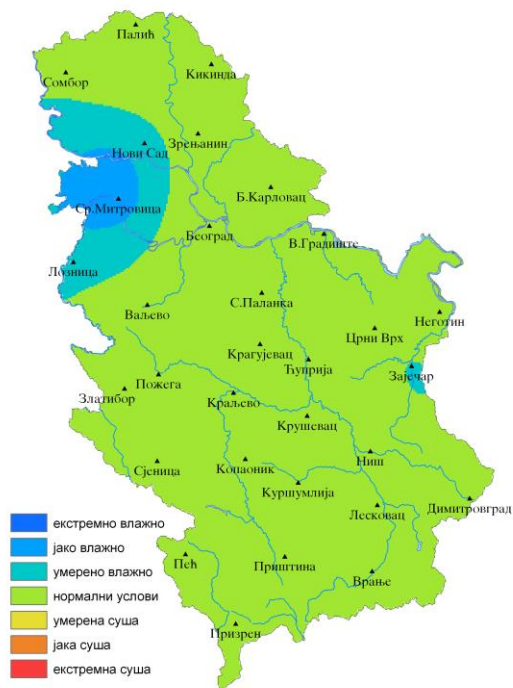 Палић
Сомбор
Кикинда
Зрењанин
Нови Сад
Б.Карловац
Ср.Митровица
Београд
В.Градиште
Лозница
С.Паланка
Ваљево
Неготин
Црни Врх
Крагујевац
Ћуприја
Зајечар
Пожега
Златибор
Краљево
Крушевац
Ниш
Сјеница
Копаоник
Куршумлија
Димитровград
Лесковац
Пећ
Приштина
Врање
Призрен
екстремно влажно
јако влажно
умерено влажно
нормални услови
умерена суша
јака суша
екстремна суша